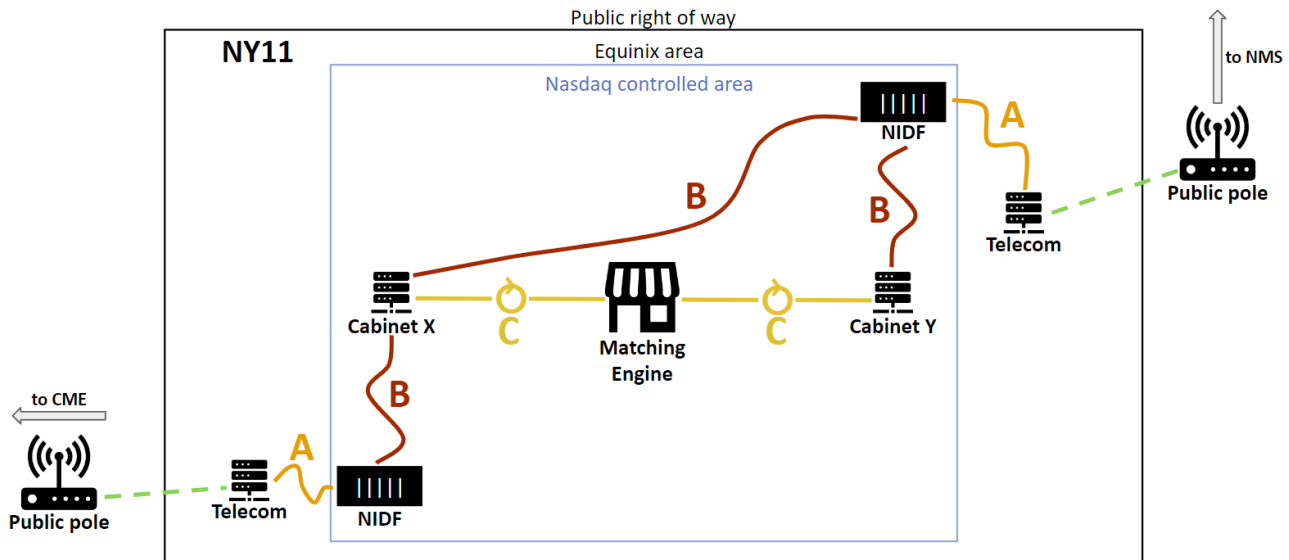 Public right of way
NY11
Equinix area
Nasdaq controlled area
to NMS
NIDF
A
Public pole
B
B
Telecom
Cabinet X
C
Matching
Engine
C
Cabinet Y
B
to CME
A
Public pole
Telecom
NIDF